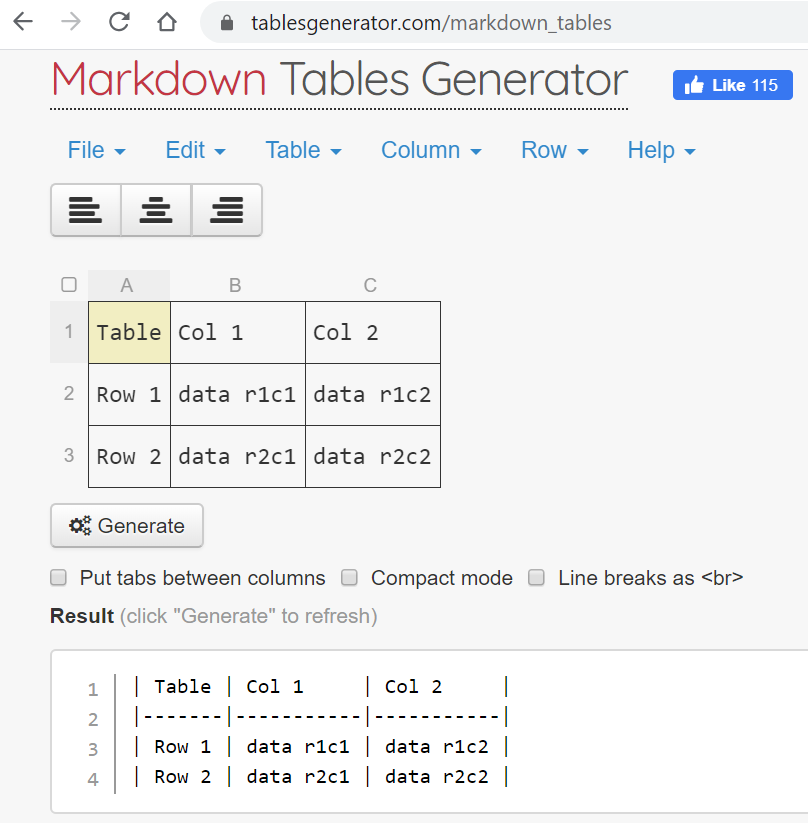 tablesgenerator.com/markdown_tables
Markdown Tables Generator
Like 115
File Edit Table Column Row Help
A B C
1 Table Col 1 Col 2
2 Row 1 data r1c1 data r1c2
3 Row 2 data r2c1 data r2c2
Generate
Put tabs between columns Compact mode Line breaks as <br>
Result (click "Generate" to refresh)
1 | Table | Col 1     | Col 2     |
2 |-------|-----------|-----------|
3 | Row 1 | data r1c1 | data r1c2 |
4 | Row 2 | data r2c1 | data r2c2 |